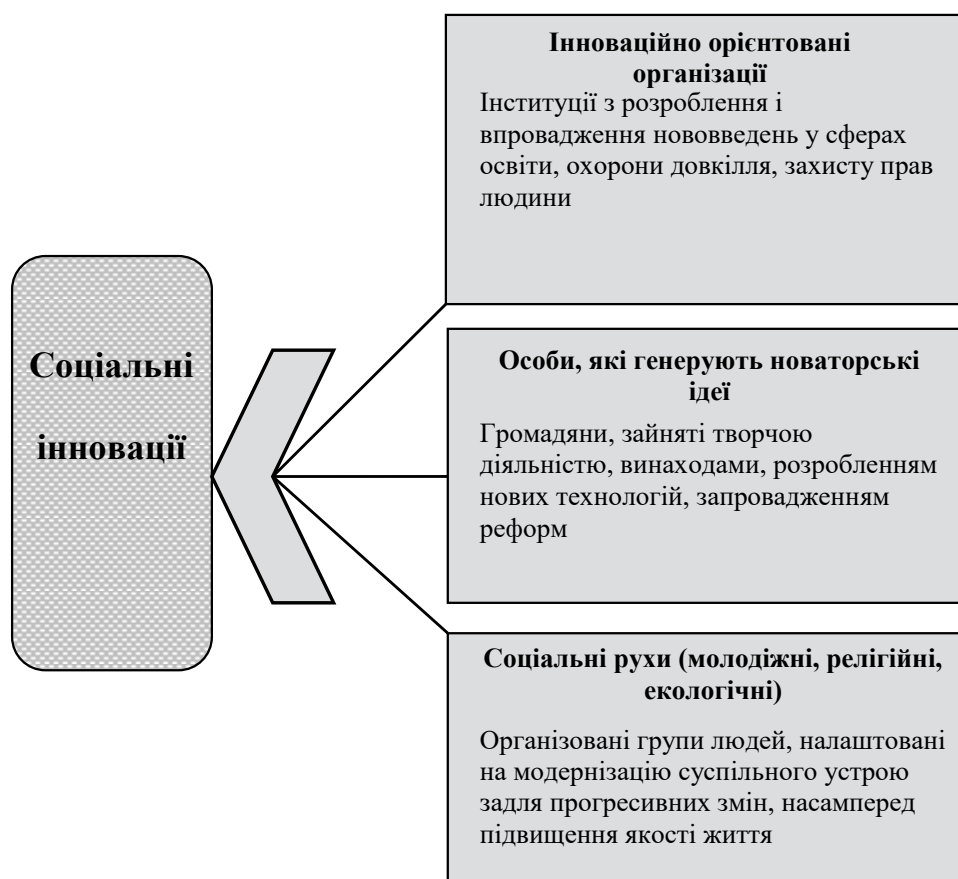 Інноваційно орієнтовані
організації
Інституції з розроблення і
впровадження нововведень у сферах
освіти, охорони довкілля, захисту прав
людини
Соціальні
інновації
Особи, які генерують новаторські
ідеї
Громадяни, зайняті творчою
діяльністю, винаходами, розробленням
нових технологій, запровадженням
реформ
Соціальні рухи (молодіжні, релігійні,
екологічні)
Організовані групи людей, налаштовані
на модернізацію суспільного устрою
задля прогресивних змін, насамперед
підвищення якості життя